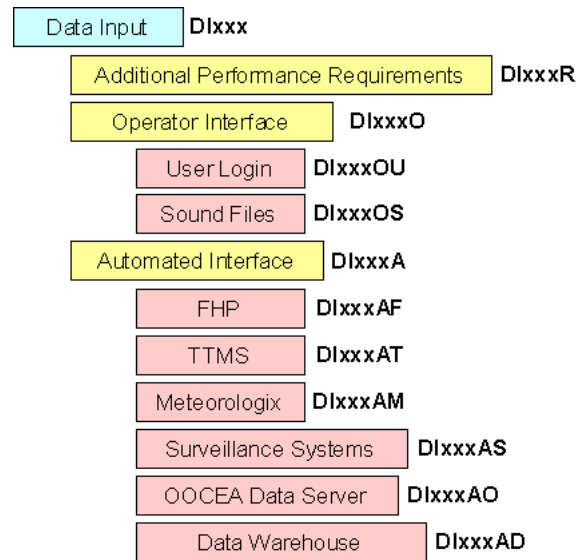 Data Input DIxxx
Additional Performance Requirements DIxxxR
Operator Interface DIxxxO
User Login DIxxxOU
Sound Files DIxxxOS
Automated Interface DIxxxA
FHP DIxxxAF
TTMS DIxxxAT
Meteorologix DIxxxAM
Surveillance Systems DIxxxAS
OOCEA Data Server DIxxxAO
Data Warehouse DIxxxAD